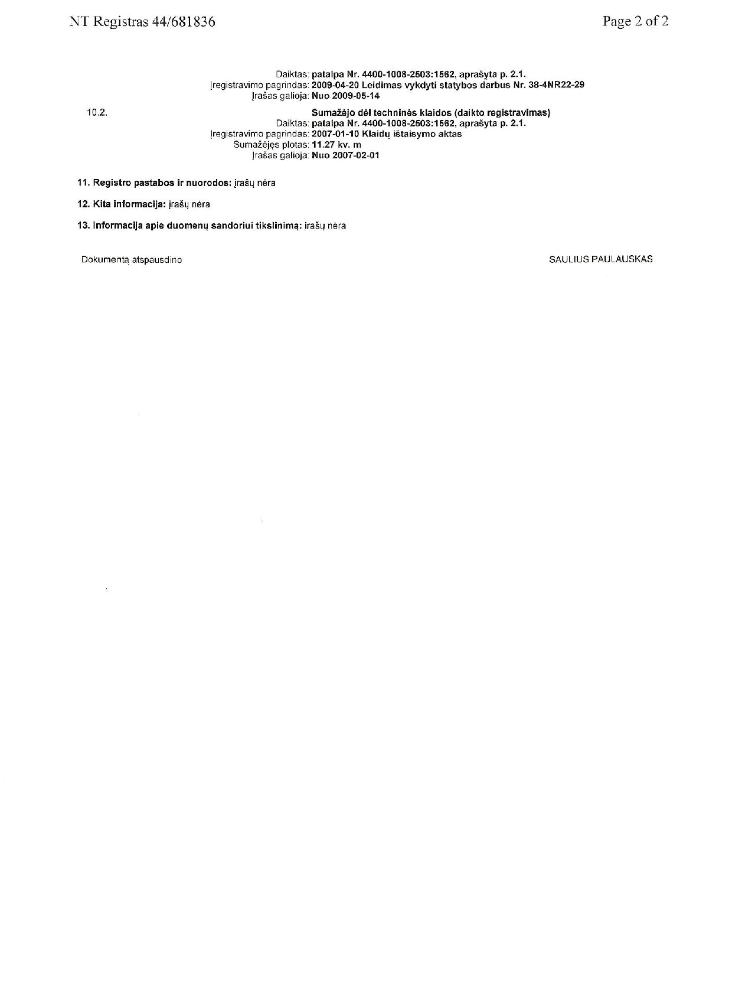 NT Registras 44/681836
Page 2 of 2
Daiktas: patalpa Nr. 4400-1008-2503:1562, aprašyta p. 2.1.
Įregistravimo pagrindas: 2009-04-20 Leidimas vykdyti statybos darbus Nr. 38-4NR22-29
Įrašas galioja: Nuo 2009-05-14
10.2. Sumažėjo dėl techninės klaidos (daikto registravimas)
Daiktas: patalpa Nr. 4400-1008-2503:1562, aprašyta p. 2.1.
Įregistravimo pagrindas: 2007-01-10 Klaidų ištaisymo aktas
Sumažėjęs plotas: 11.27 kv. m
Įrašas galioja: Nuo 2007-02-01
11. Registro pastabos ir nuorodos: įrašų nėra
12. Kita informacija: įrašų nėra
13. Informacija apie duomenų sandoriui tikslinimą: įrašų nėra
Dokumentą atspausdino
SAULIUS PAULAUSKAS